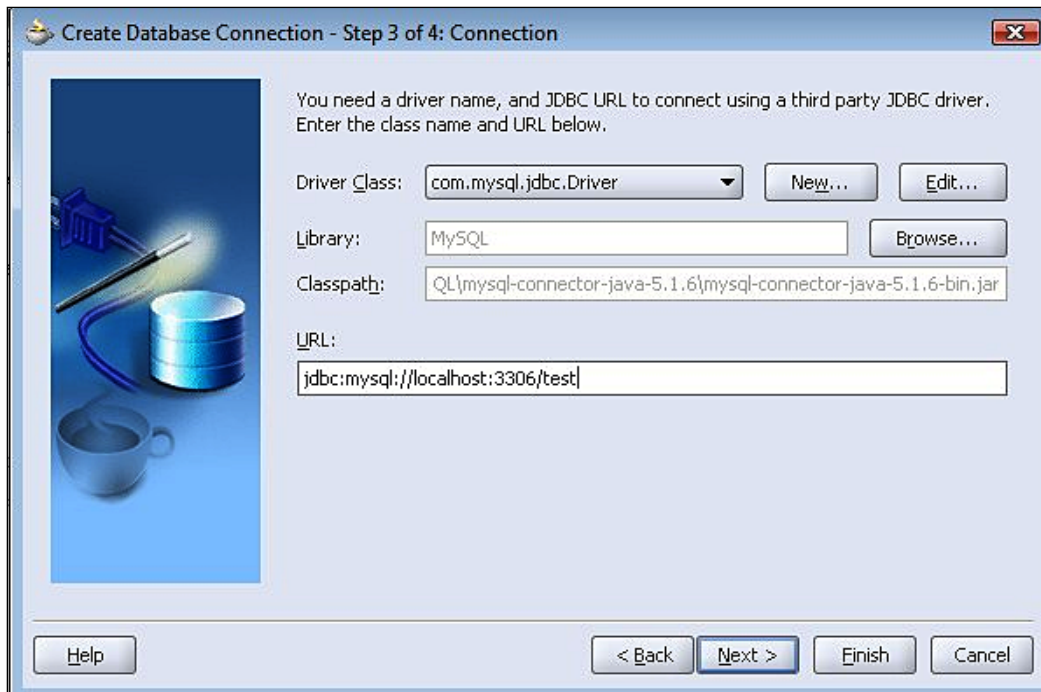 Create Database Connection - Step 3 of 4: Connection
You need a driver name, and JDBC URL to connect using a third party JDBC driver.
Enter the class name and URL below.
Driver Class: com.mysql.jdbc.Driver New... Edit...
Library: MySQL Browse...
Classpath: QL\mysql-connector-java-5.1.6\mysql-connector-java-5.1.6-bin.jar
URL:
jdbc:mysql://localhost:3306/test
Help < Back Next > Finish Cancel